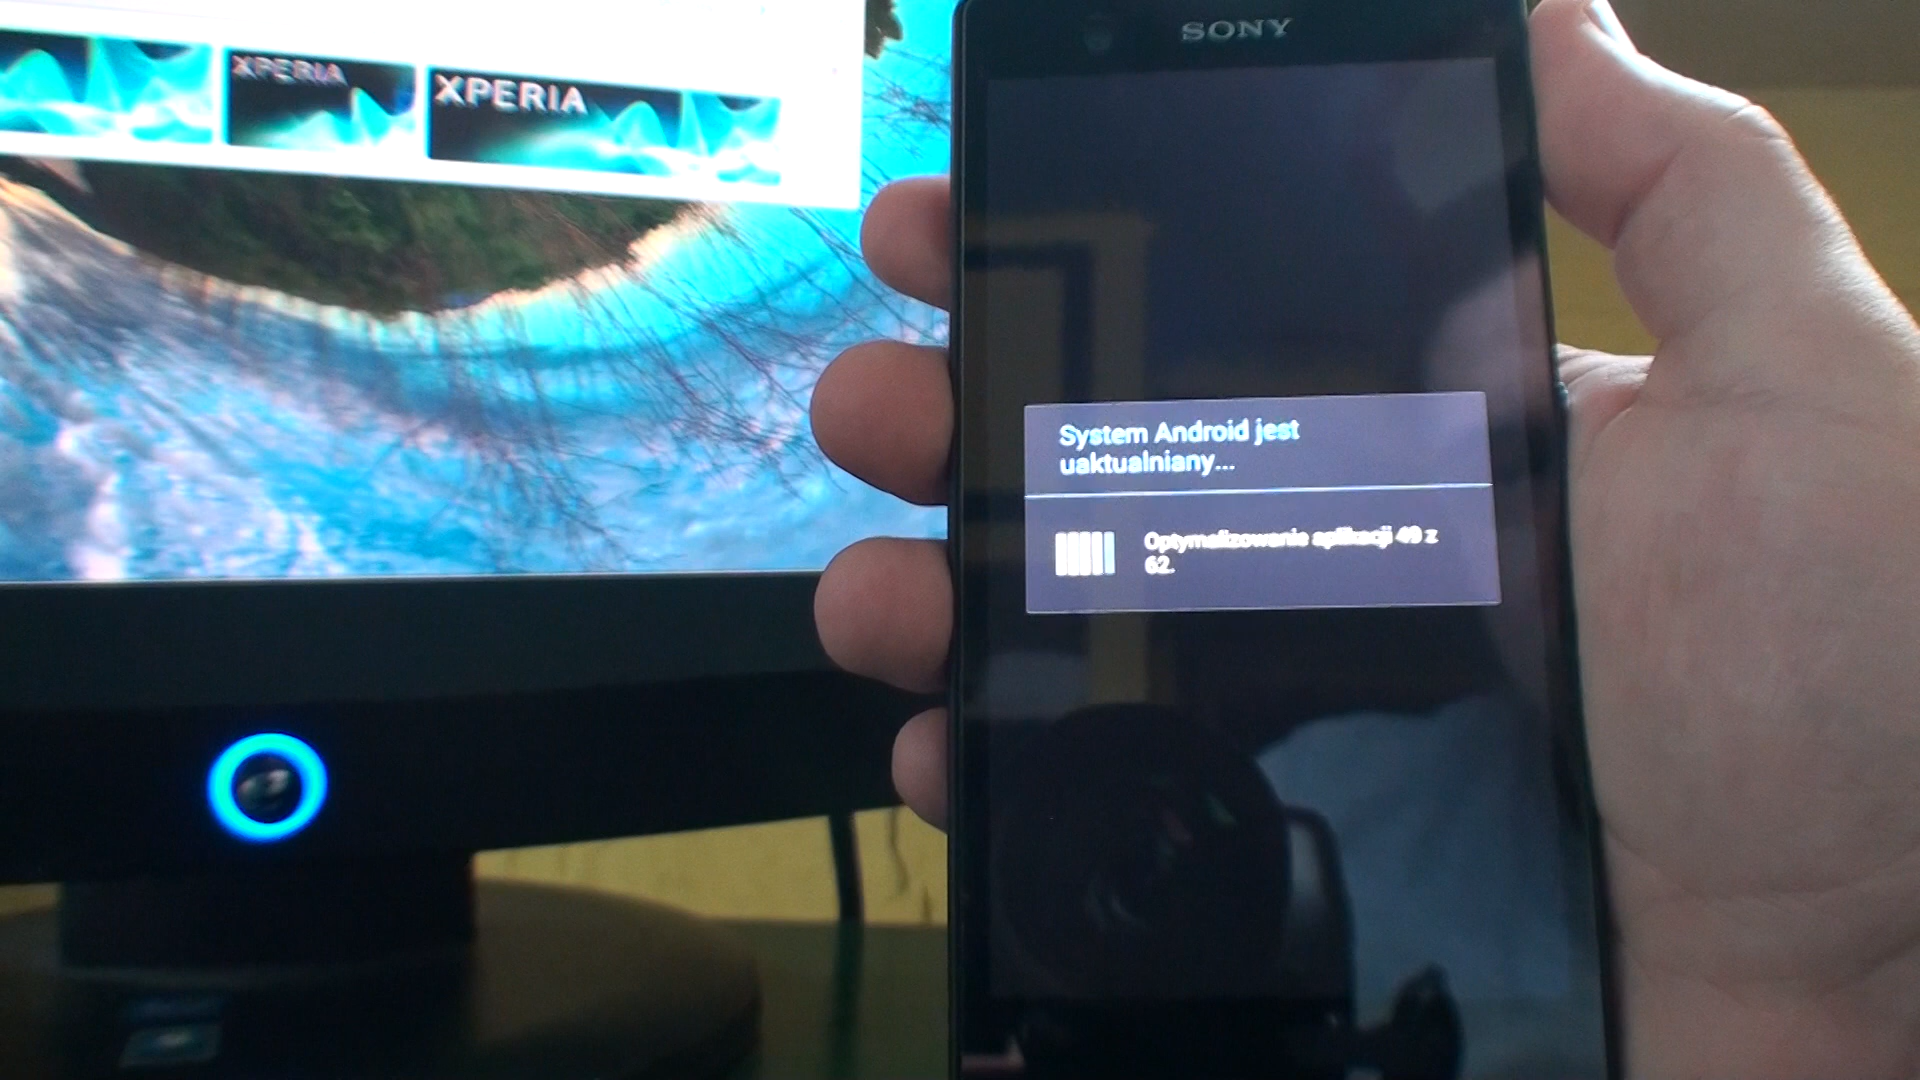 XPERIA
XPERIA
SONY
System Android jest
uaktualniany...
Optymalizowanie aplikacji 49 z
62.